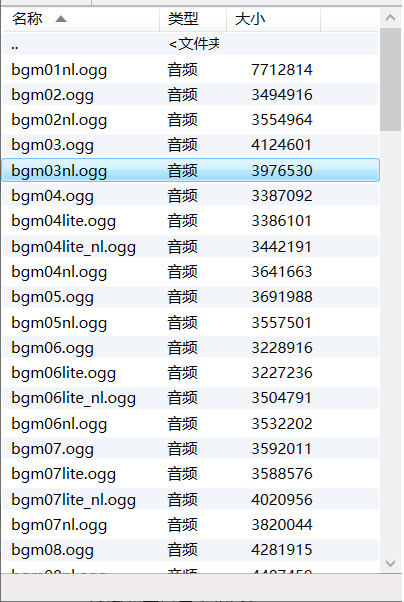 名称 类型 大小
.. <文件夹
bgm01nl.ogg 音频 7712814
bgm02.ogg 音频 3494916
bgm02nl.ogg 音频 3554964
bgm03.ogg 音频 4124601
bgm03nl.ogg 音频 3976530
bgm04.ogg 音频 3387092
bgm04lite.ogg 音频 3386101
bgm04lite_nl.ogg 音频 3442191
bgm04nl.ogg 音频 3641663
bgm05.ogg 音频 3691988
bgm05nl.ogg 音频 3557501
bgm06.ogg 音频 3228916
bgm06lite.ogg 音频 3227236
bgm06lite_nl.ogg 音频 3504791
bgm06nl.ogg 音频 3532202
bgm07.ogg 音频 3592011
bgm07lite.ogg 音频 3588576
bgm07lite_nl.ogg 音频 4020956
bgm07nl.ogg 音频 3820044
bgm08.ogg 音频 4281915